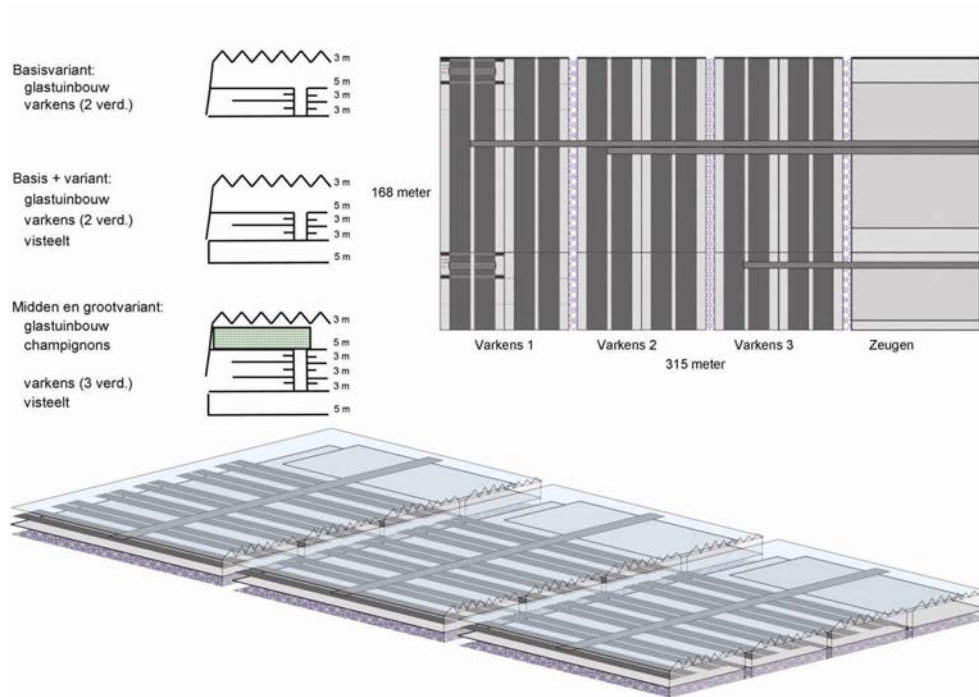 Basisvariant:
glastuinbouw
varkens (2 verd.)
3 m
5 m
3 m
3 m
Basis + variant:
glastuinbouw
varkens (2 verd.)
visteelt
3 m
5 m
3 m
3 m
5 m
Midden en grootvariant:
glastuinbouw
champignons
varkens (3 verd.)
visteelt
3 m
5 m
3 m
3 m
3 m
5 m
168 meter
Varkens 1
Varkens 2
Varkens 3
Zeugen
315 meter